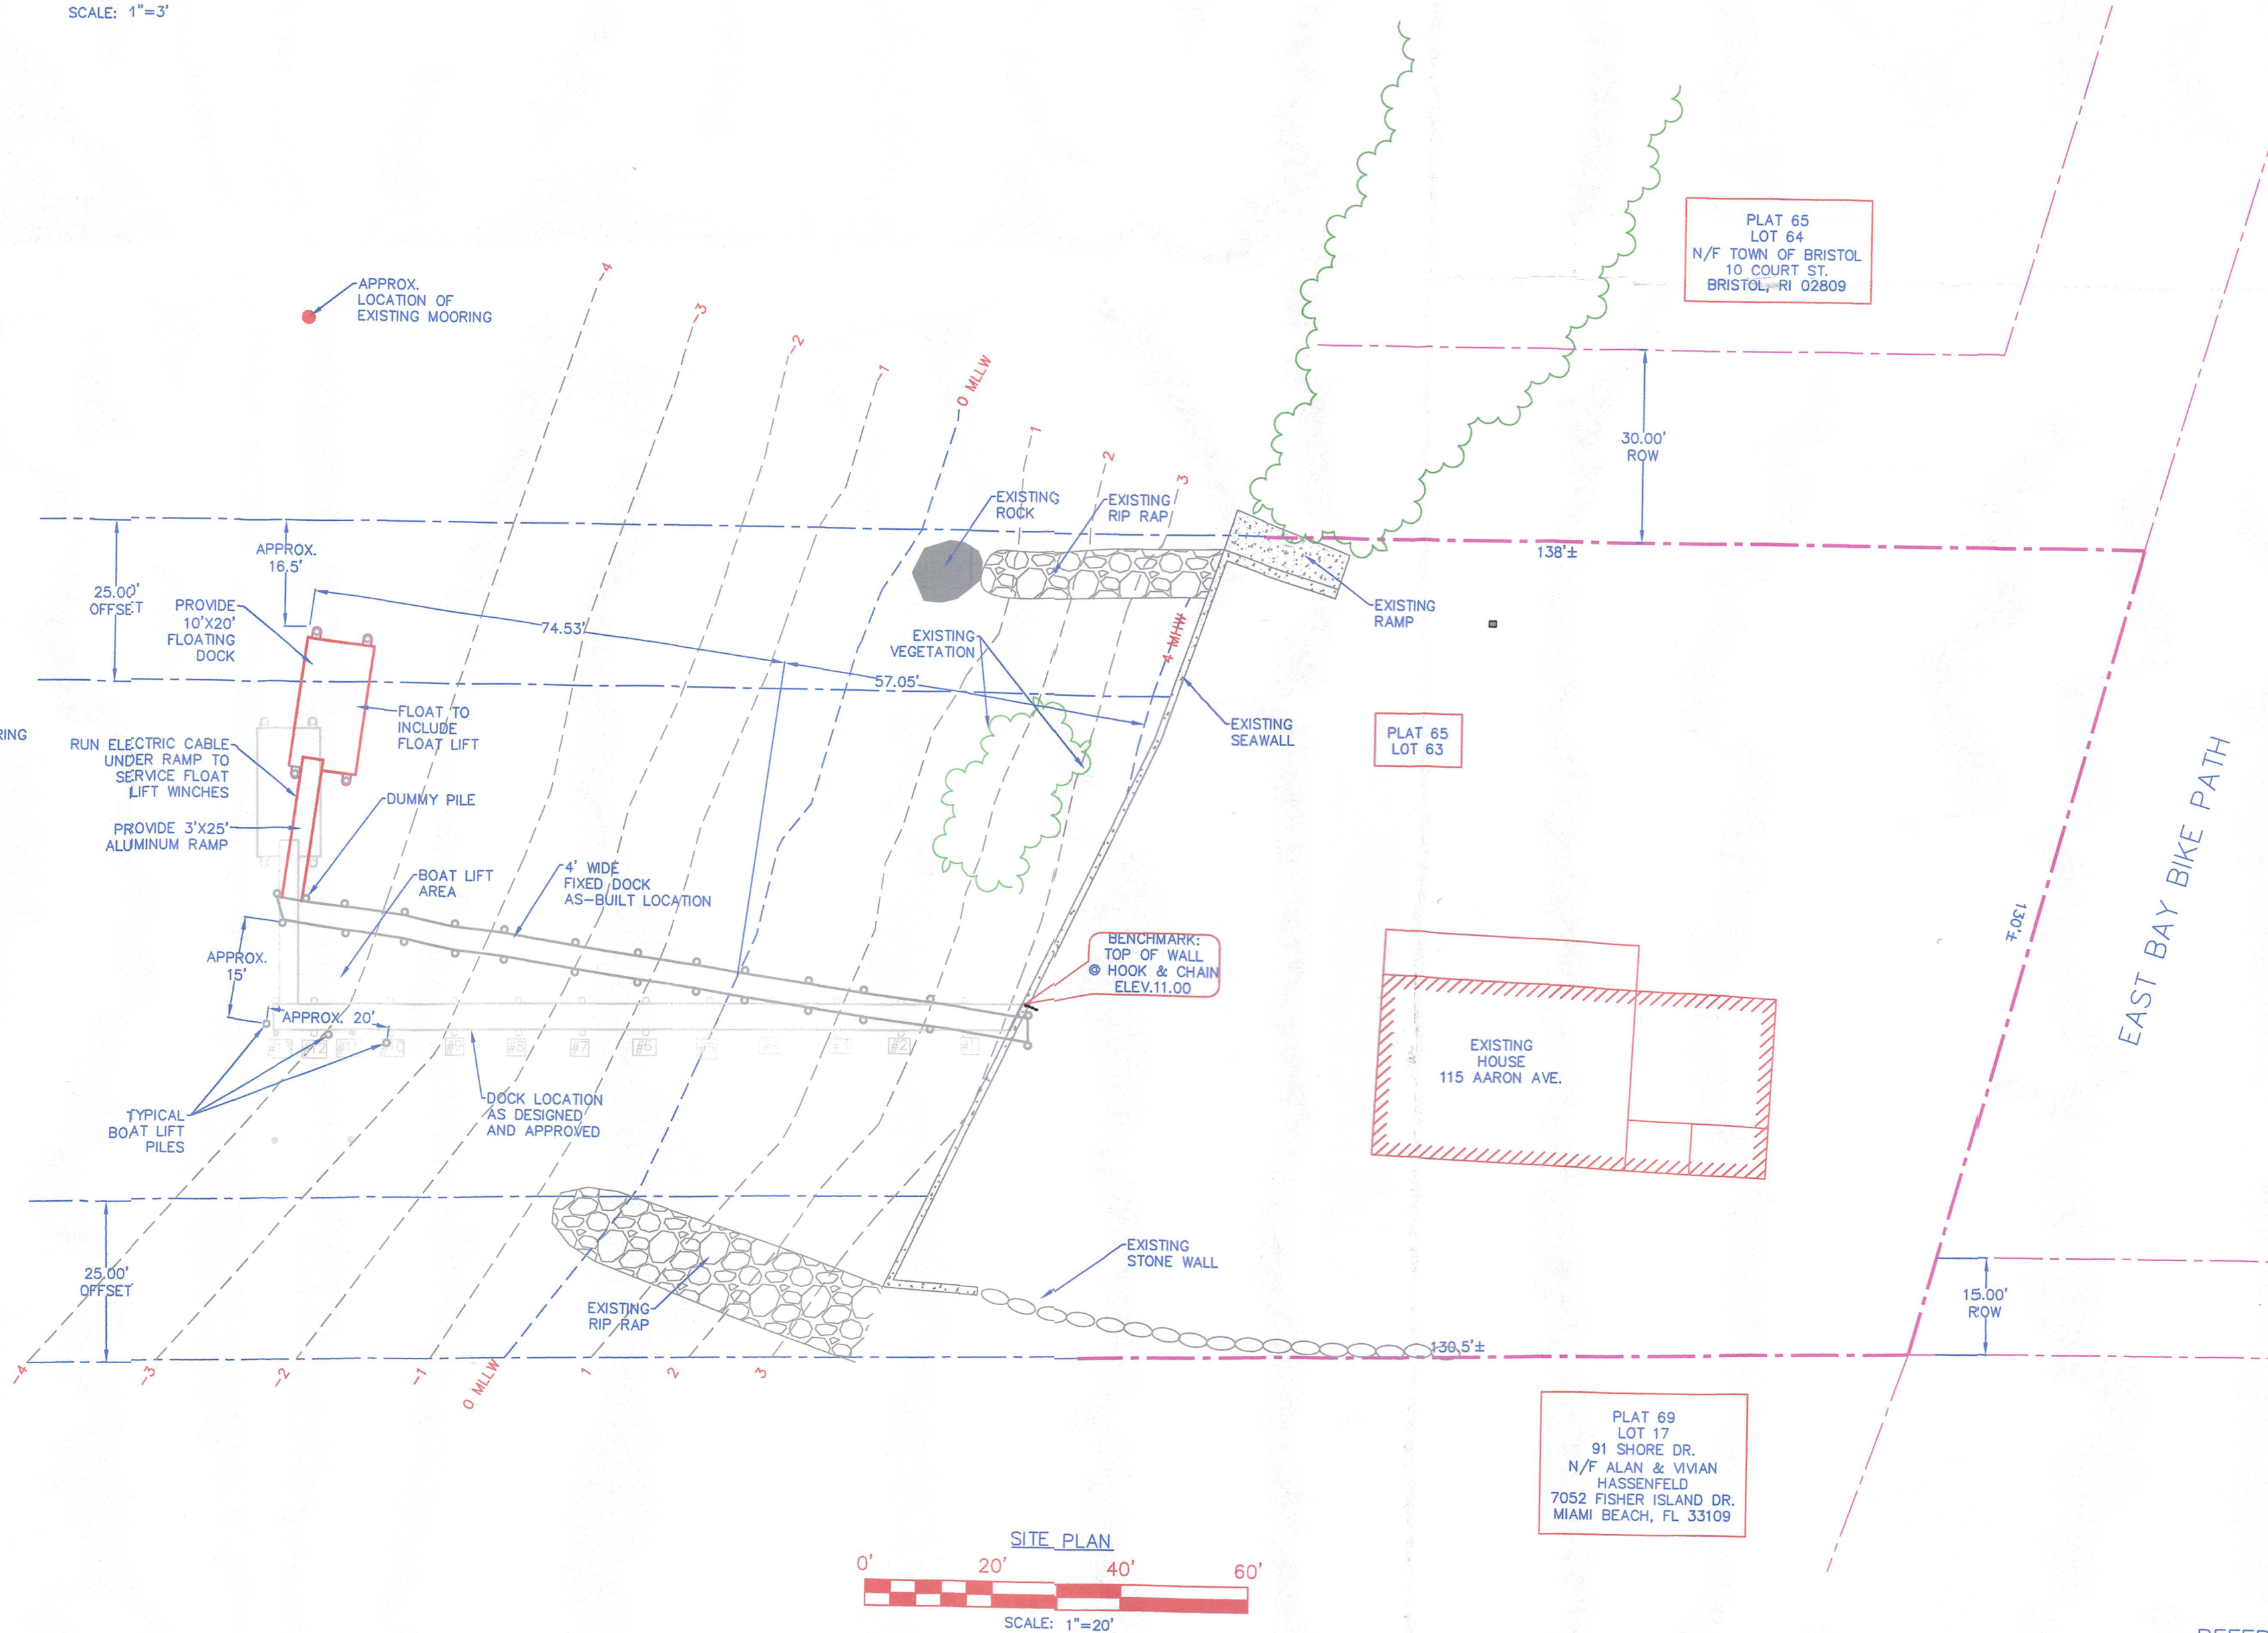 SCALE: 1"=3'
PLAT 65
LOT 64
N/F TOWN OF BRISTOL
10 COURT ST.
BRISTOL, RI 02809
APPROX.
LOCATION OF
EXISTING MOORING
-4
-3
-2
-1
0 MLLW
1
2
3
30.00'
ROW
EXISTING
ROCK
EXISTING
RIP RAP
138'±
APPROX.
16.5'
25.00'
OFFSET
PROVIDE
10'X20'
FLOATING
DOCK
74.53'
EXISTING
VEGETATION
4 MHW
EXISTING
RAMP
57.05'
FLOAT TO
INCLUDE
FLOAT LIFT
EXISTING
SEAWALL
PLAT 65
LOT 63
RING
RUN ELECTRIC CABLE
UNDER RAMP TO
SERVICE FLOAT
LIFT WINCHES
DUMMY PILE
PROVIDE 3'X25'
ALUMINUM RAMP
BOAT LIFT
AREA
4' WIDE
FIXED DOCK
AS-BUILT LOCATION
EAST BAY BIKE PATH
130'±
BENCHMARK:
TOP OF WALL
@ HOOK & CHAIN
ELEV.11.00
APPROX.
15'
APPROX. 20'
#12
#10
#9
#8
#7
#6
#2
#1
EXISTING
HOUSE
115 AARON AVE.
TYPICAL
BOAT LIFT
PILES
DOCK LOCATION
AS DESIGNED
AND APPROVED
25.00'
OFFSET
EXISTING
STONE WALL
EXISTING
RIP RAP
15.00'
ROW
130.5'±
-4
-3
-2
-1
0 MLLW
1
2
3
PLAT 69
LOT 17
91 SHORE DR.
N/F ALAN & VIVIAN
HASSENFELD
7052 FISHER ISLAND DR.
MIAMI BEACH, FL 33109
SITE PLAN
0' 20' 40' 60'
SCALE: 1"=20'